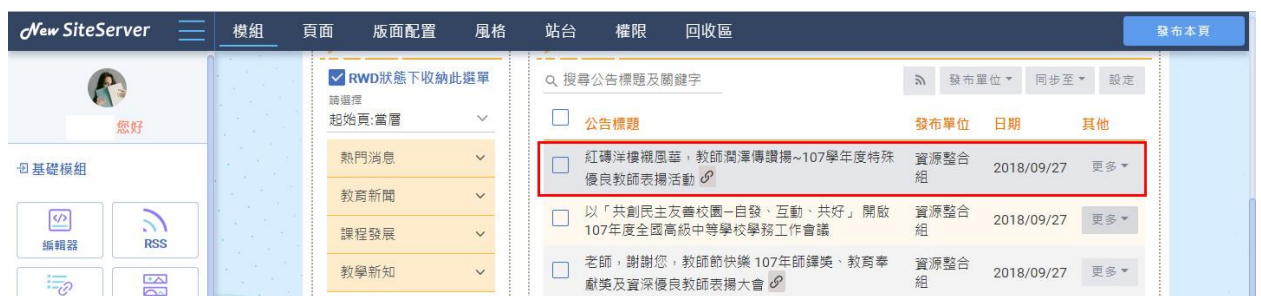 New SiteServer 模組 頁面 版面配置 風格 站台 權限 回收區 發布本頁
您好
基礎模組
編輯器 RSS
RWD狀態下收納此選單
請選擇
起始頁:當層
熱門消息
教育新聞
課程發展
教學新知
搜尋公告標題及關鍵字 發布單位 同步至 設定
公告標題 發布單位 日期 其他
紅磚洋樓襯風華,教師潤澤傳讚揚~107學年度特殊
優良教師表揚活動
資源整合
組
2018/09/27 更多
以「共創民主友善校園—自發、互動、共好」開啟
107年度全國高級中等學校學務工作會議
資源整合
組
2018/09/27 更多
老師,謝謝您,教師節快樂 107年師鐸獎、教育奉
獻獎及資深優良教師表揚大會
資源整合
組
2018/09/27 更多